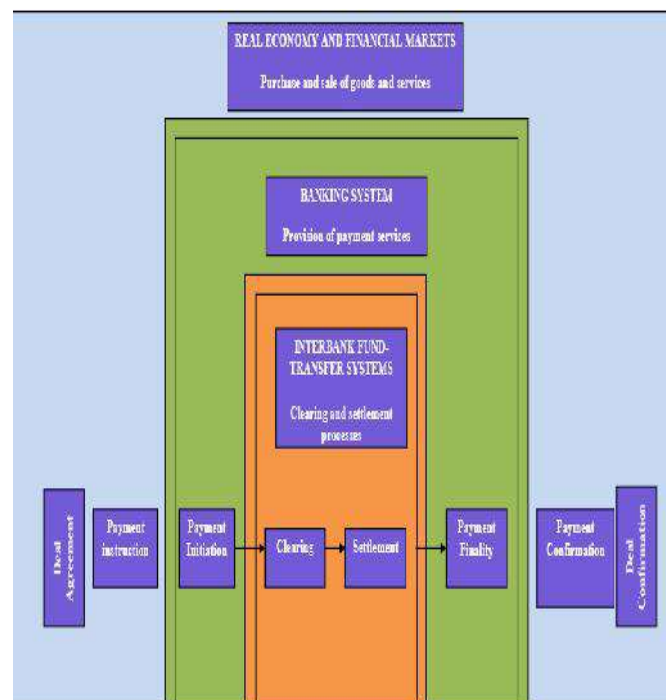 REAL ECONOMY AND FINANCIAL MARKETS
Purchase and sale of goods and services
BANKING SYSTEM
Provision of payment services
INTERBANK FUND-
TRANSFER SYSTEMS
Clearing and settlement
processes
Deal
Agreement
Payment
instruction
Payment
Initiation
Clearing
Settlement
Payment
Finality
Payment
Confirmation
Deal
Confirmation